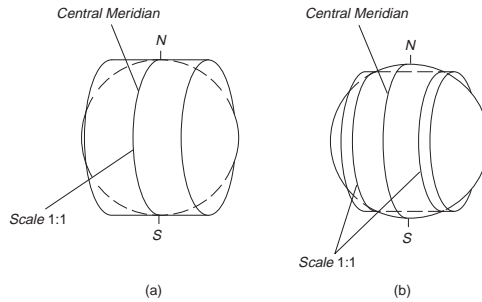 Central Meridian
N
Scale 1:1
S
(a)
Central Meridian
N
S
Scale 1:1
(b)